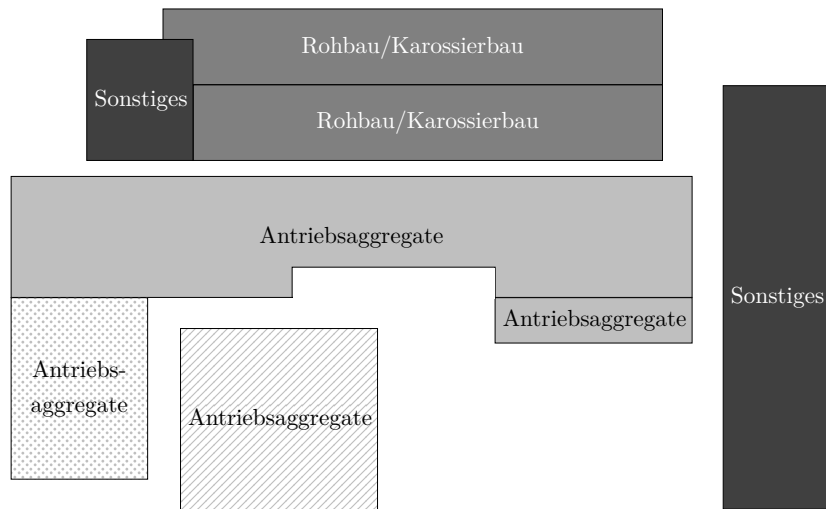 Rohbau/Karossierbau
Sonstiges
Rohbau/Karossierbau
Antriebsaggregate
Sonstiges
Antriebsaggregate
Antriebs-
aggregate
Antriebsaggregate